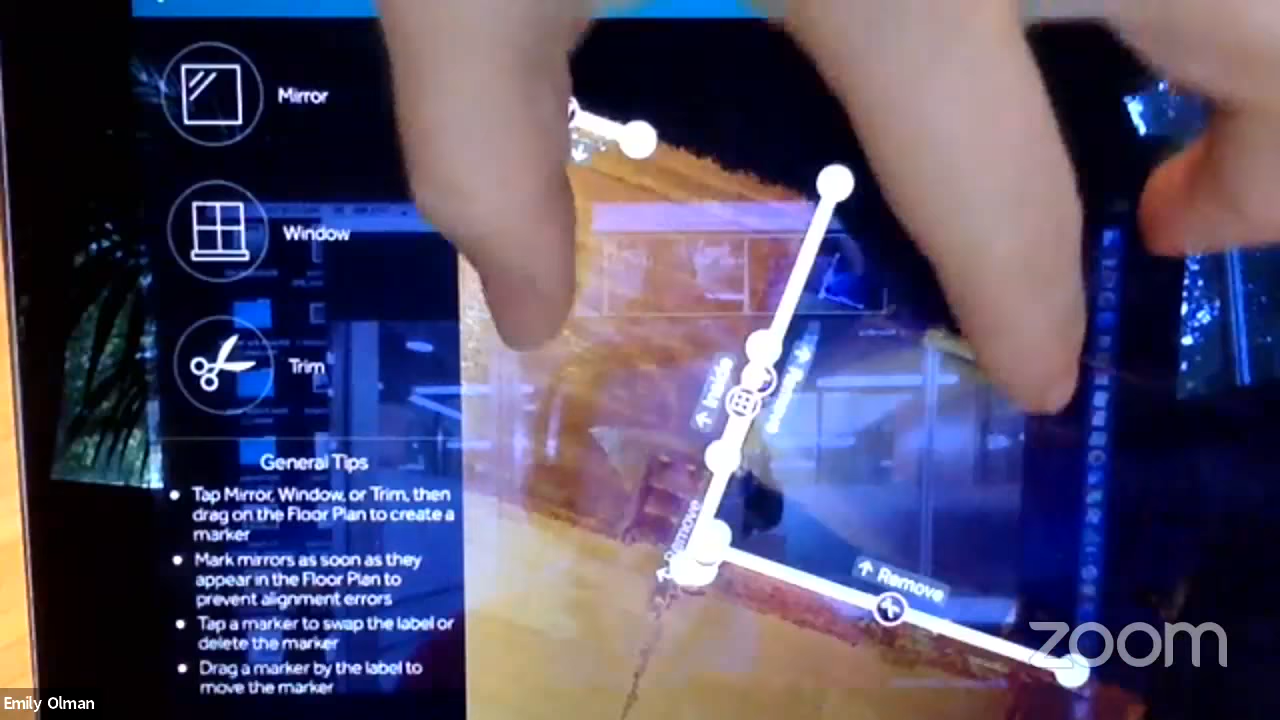 Mirror
Window
Trim
General Tips
Tap Mirror, Window, or Trim, then
drag on the Floor Plan to create a
marker
Mark mirrors as soon as they
appear in the Floor Plan to
prevent alignment errors
Tap a marker to swap the label or
delete the marker
Drag a marker by the label to
move the marker
Inside
Remove
Remove
Remove
zoom
Emily Olman